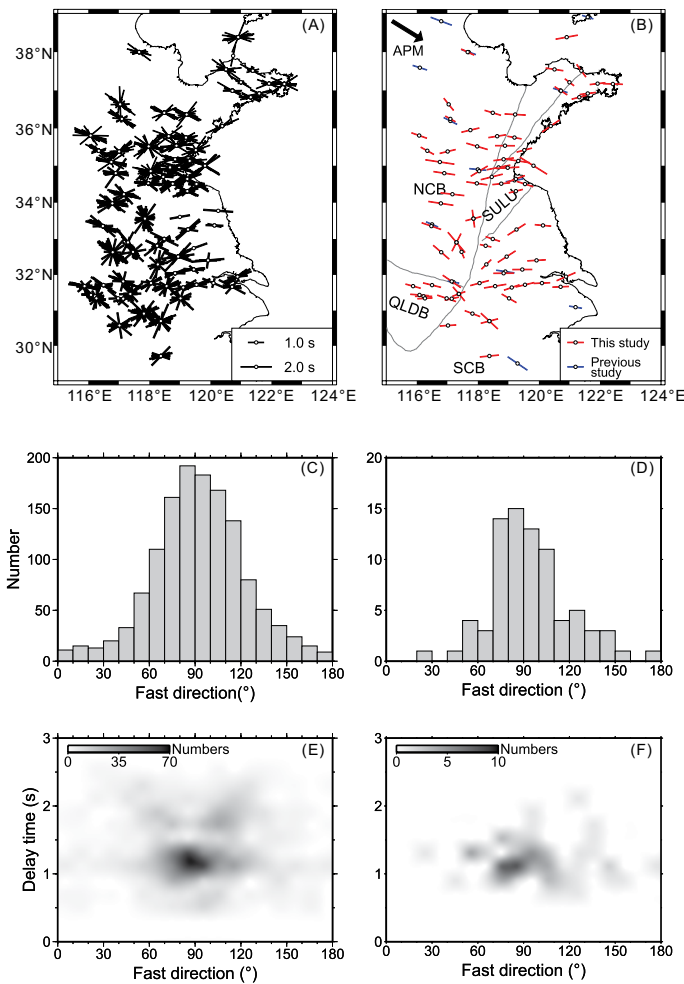 (A)
38°N
36°N
34°N
32°N
30°N
1.0 s
2.0 s
116°E
118°E
120°E
122°E
124°E
(B)
APM
NCB
SULU
QLDB
SCB
This study
Previous
study
116°E
118°E
120°E
122°E
124°E
(C)
200
150
100
50
0
Number
0
60
120
180
30
90
150
Fast direction(°)
(D)
20
15
10
5
0
0
30
60
90
120
150
180
Fast direction (°)
(E)
Numbers
0
35
70
3
2
1
0
Delay time (s)
0
30
60
90
120
150
180
Fast direction (°)
(F)
Numbers
0
5
10
3
2
1
0
0
30
60
90
120
150
180
Fast direction (°)